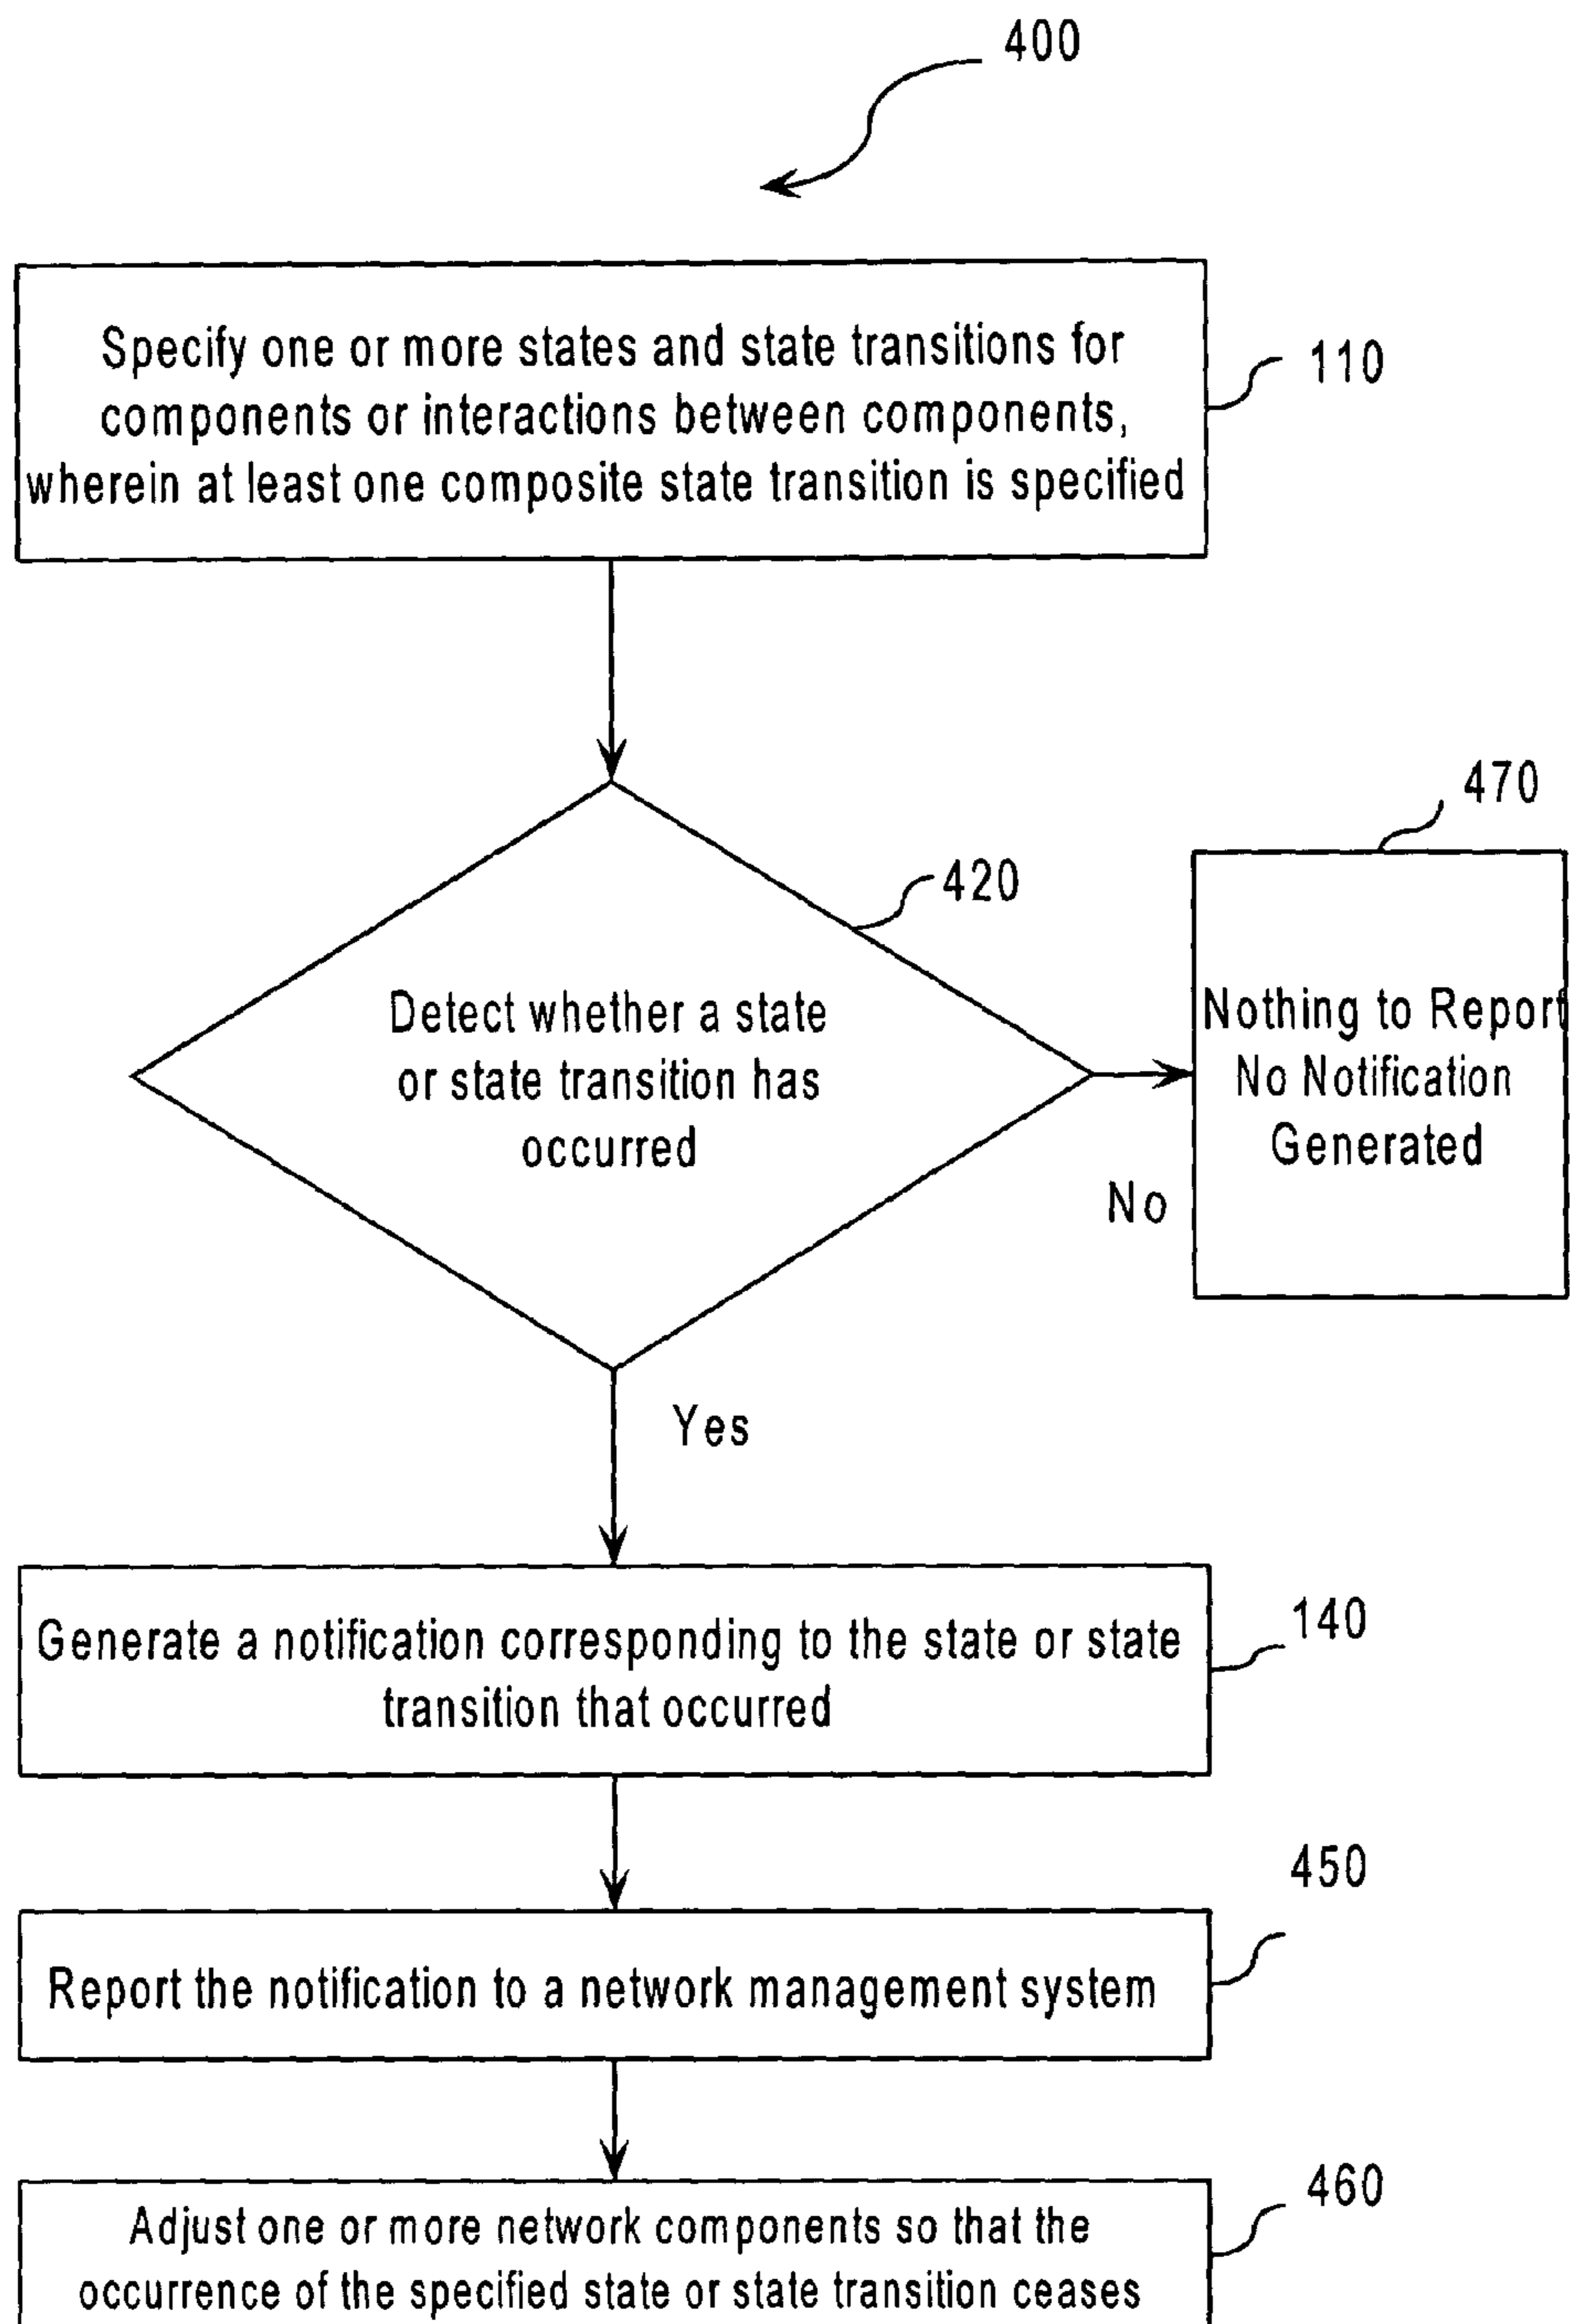 400
Specify one or more states and state transitions for
components or interactions between components,
wherein at least one composite state transition is specified
110
470
420
Detect whether a state
or state transition has
occurred
Nothing to Report
No Notification
Generated
No
Yes
Generate a notification corresponding to the state or state
transition that occurred
140
450
Report the notification to a network management system
460
Adjust one or more network components so that the
occurrence of the specified state or state transition ceases